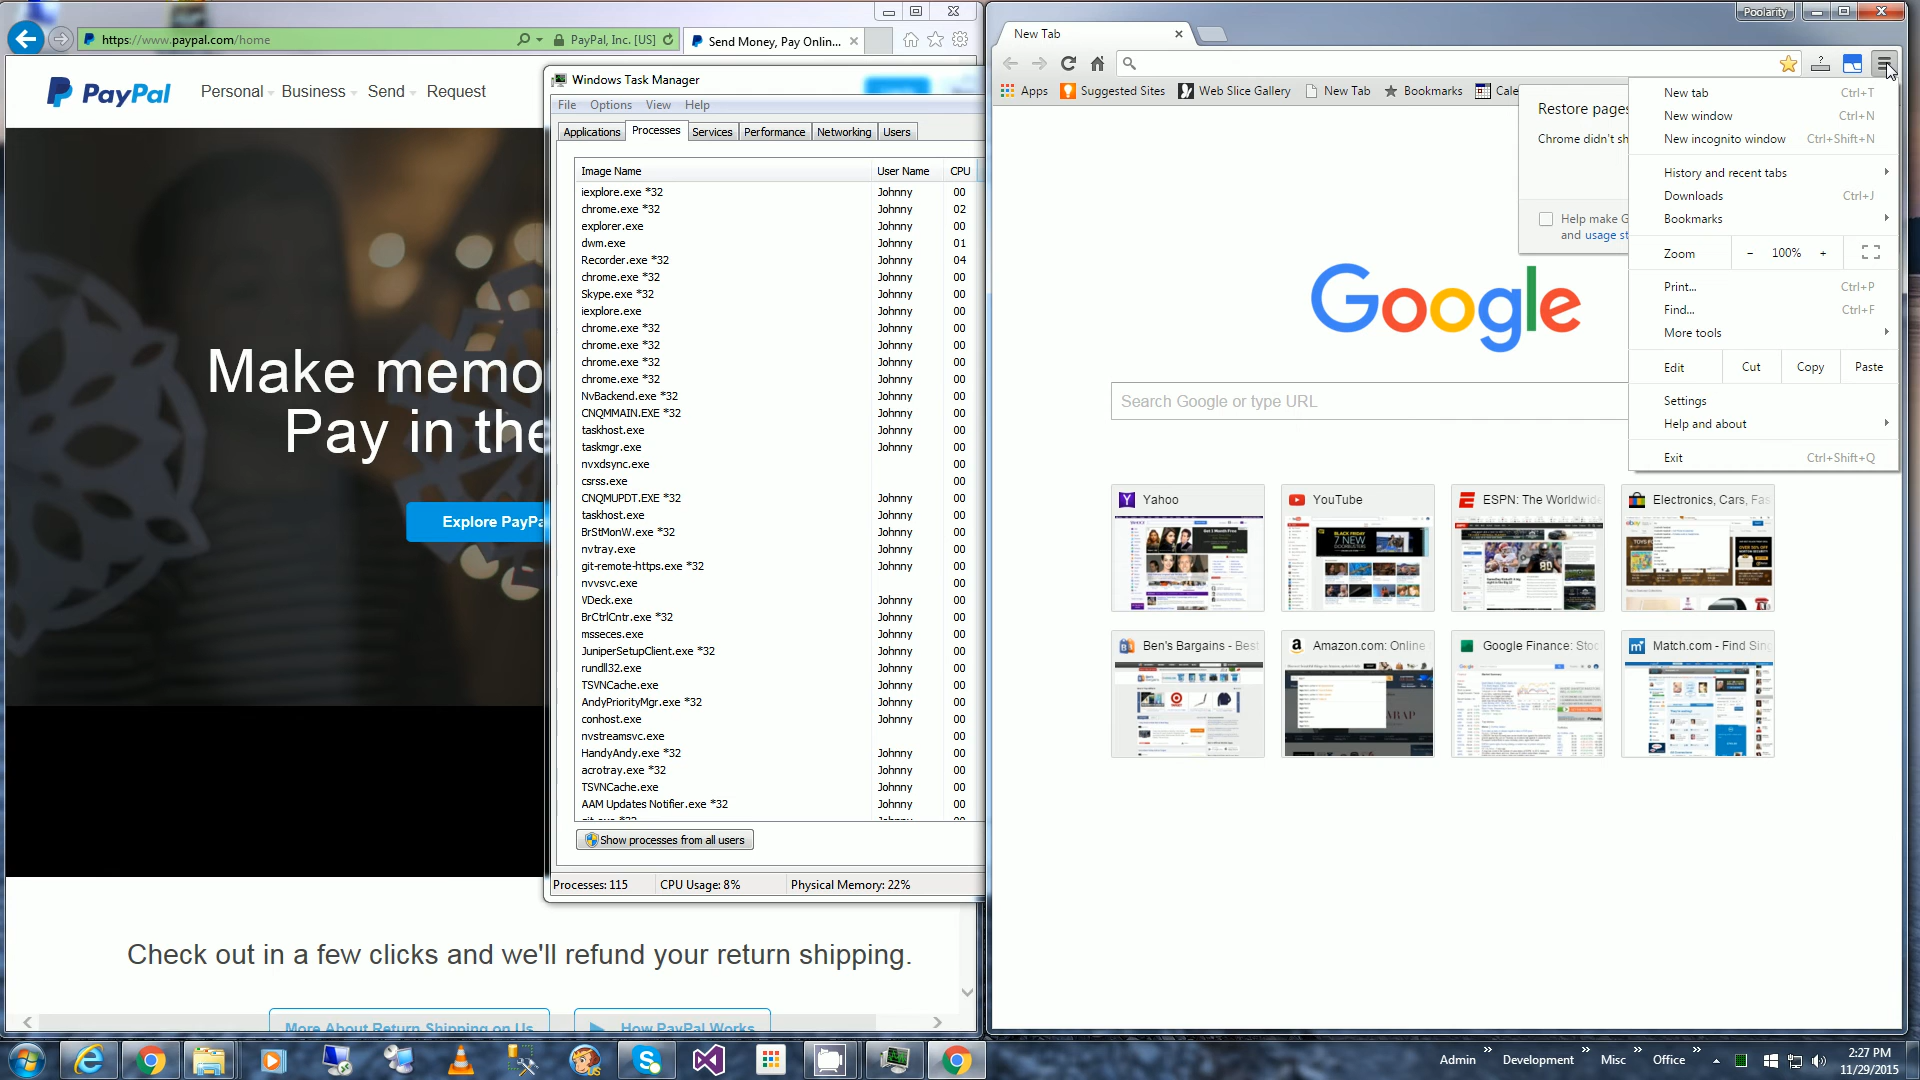 https://www.paypal.com/home
PayPal, Inc. [US]
Send Money, Pay Onlin...
PayPal
Personal
Business
Send
Request
Make memo
Pay in the
Explore PayPa
Check out in a few clicks and we'll refund your return shipping.
More About Return Shipping on Us
How PayPal Works
Windows Task Manager
File Options View Help
Applications Processes Services Performance Networking Users
Image Name User Name CPU
iexplore.exe *32 Johnny 00
chrome.exe *32 Johnny 02
explorer.exe Johnny 00
dwm.exe Johnny 01
Recorder.exe *32 Johnny 04
chrome.exe *32 Johnny 00
Skype.exe *32 Johnny 00
iexplore.exe Johnny 00
chrome.exe *32 Johnny 00
chrome.exe *32 Johnny 00
chrome.exe *32 Johnny 00
chrome.exe *32 Johnny 00
NvBackend.exe *32 Johnny 00
CNQMMAIN.EXE *32 Johnny 00
taskhost.exe Johnny 00
taskmgr.exe Johnny 00
nvxdsync.exe 00
csrss.exe 00
CNQMUPDT.EXE *32 Johnny 00
taskhost.exe Johnny 00
BrStMonW.exe *32 Johnny 00
nvtray.exe Johnny 00
git-remote-https.exe *32 Johnny 00
nvvsvc.exe 00
VDeck.exe Johnny 00
BrCtrlCntr.exe *32 Johnny 00
msseces.exe Johnny 00
JuniperSetupClient.exe *32 Johnny 00
rundll32.exe Johnny 00
TSVNCache.exe Johnny 00
AndyPriorityMgr.exe *32 Johnny 00
conhost.exe Johnny 00
nvstreamsvc.exe 00
HandyAndy.exe *32 Johnny 00
acrotray.exe *32 Johnny 00
TSVNCache.exe Johnny 00
AAM Updates Notifier.exe *32 Johnny 00
Show processes from all users
Processes: 115 CPU Usage: 8% Physical Memory: 22%
Poolarity
New Tab
Apps Suggested Sites Web Slice Gallery New Tab Bookmarks Cale
Restore pages
Chrome didn't sh
Help make G
and usage st
New tab Ctrl+T
New window Ctrl+N
New incognito window Ctrl+Shift+N
History and recent tabs
Downloads Ctrl+J
Bookmarks
Zoom - 100% +
Print... Ctrl+P
Find... Ctrl+F
More tools
Edit Cut Copy Paste
Settings
Help and about
Exit Ctrl+Shift+Q
Google
Search Google or type URL
Yahoo
YouTube
ESPN: The Worldwide
Electronics, Cars, Fas
BLACK FRIDAY
7 NEW
DOORBUSTERS
Ben's Bargains - Best
Amazon.com: Online
Google Finance: Stoc
Match.com - Find Sin
Admin Development Misc Office
2:27 PM
11/29/2015